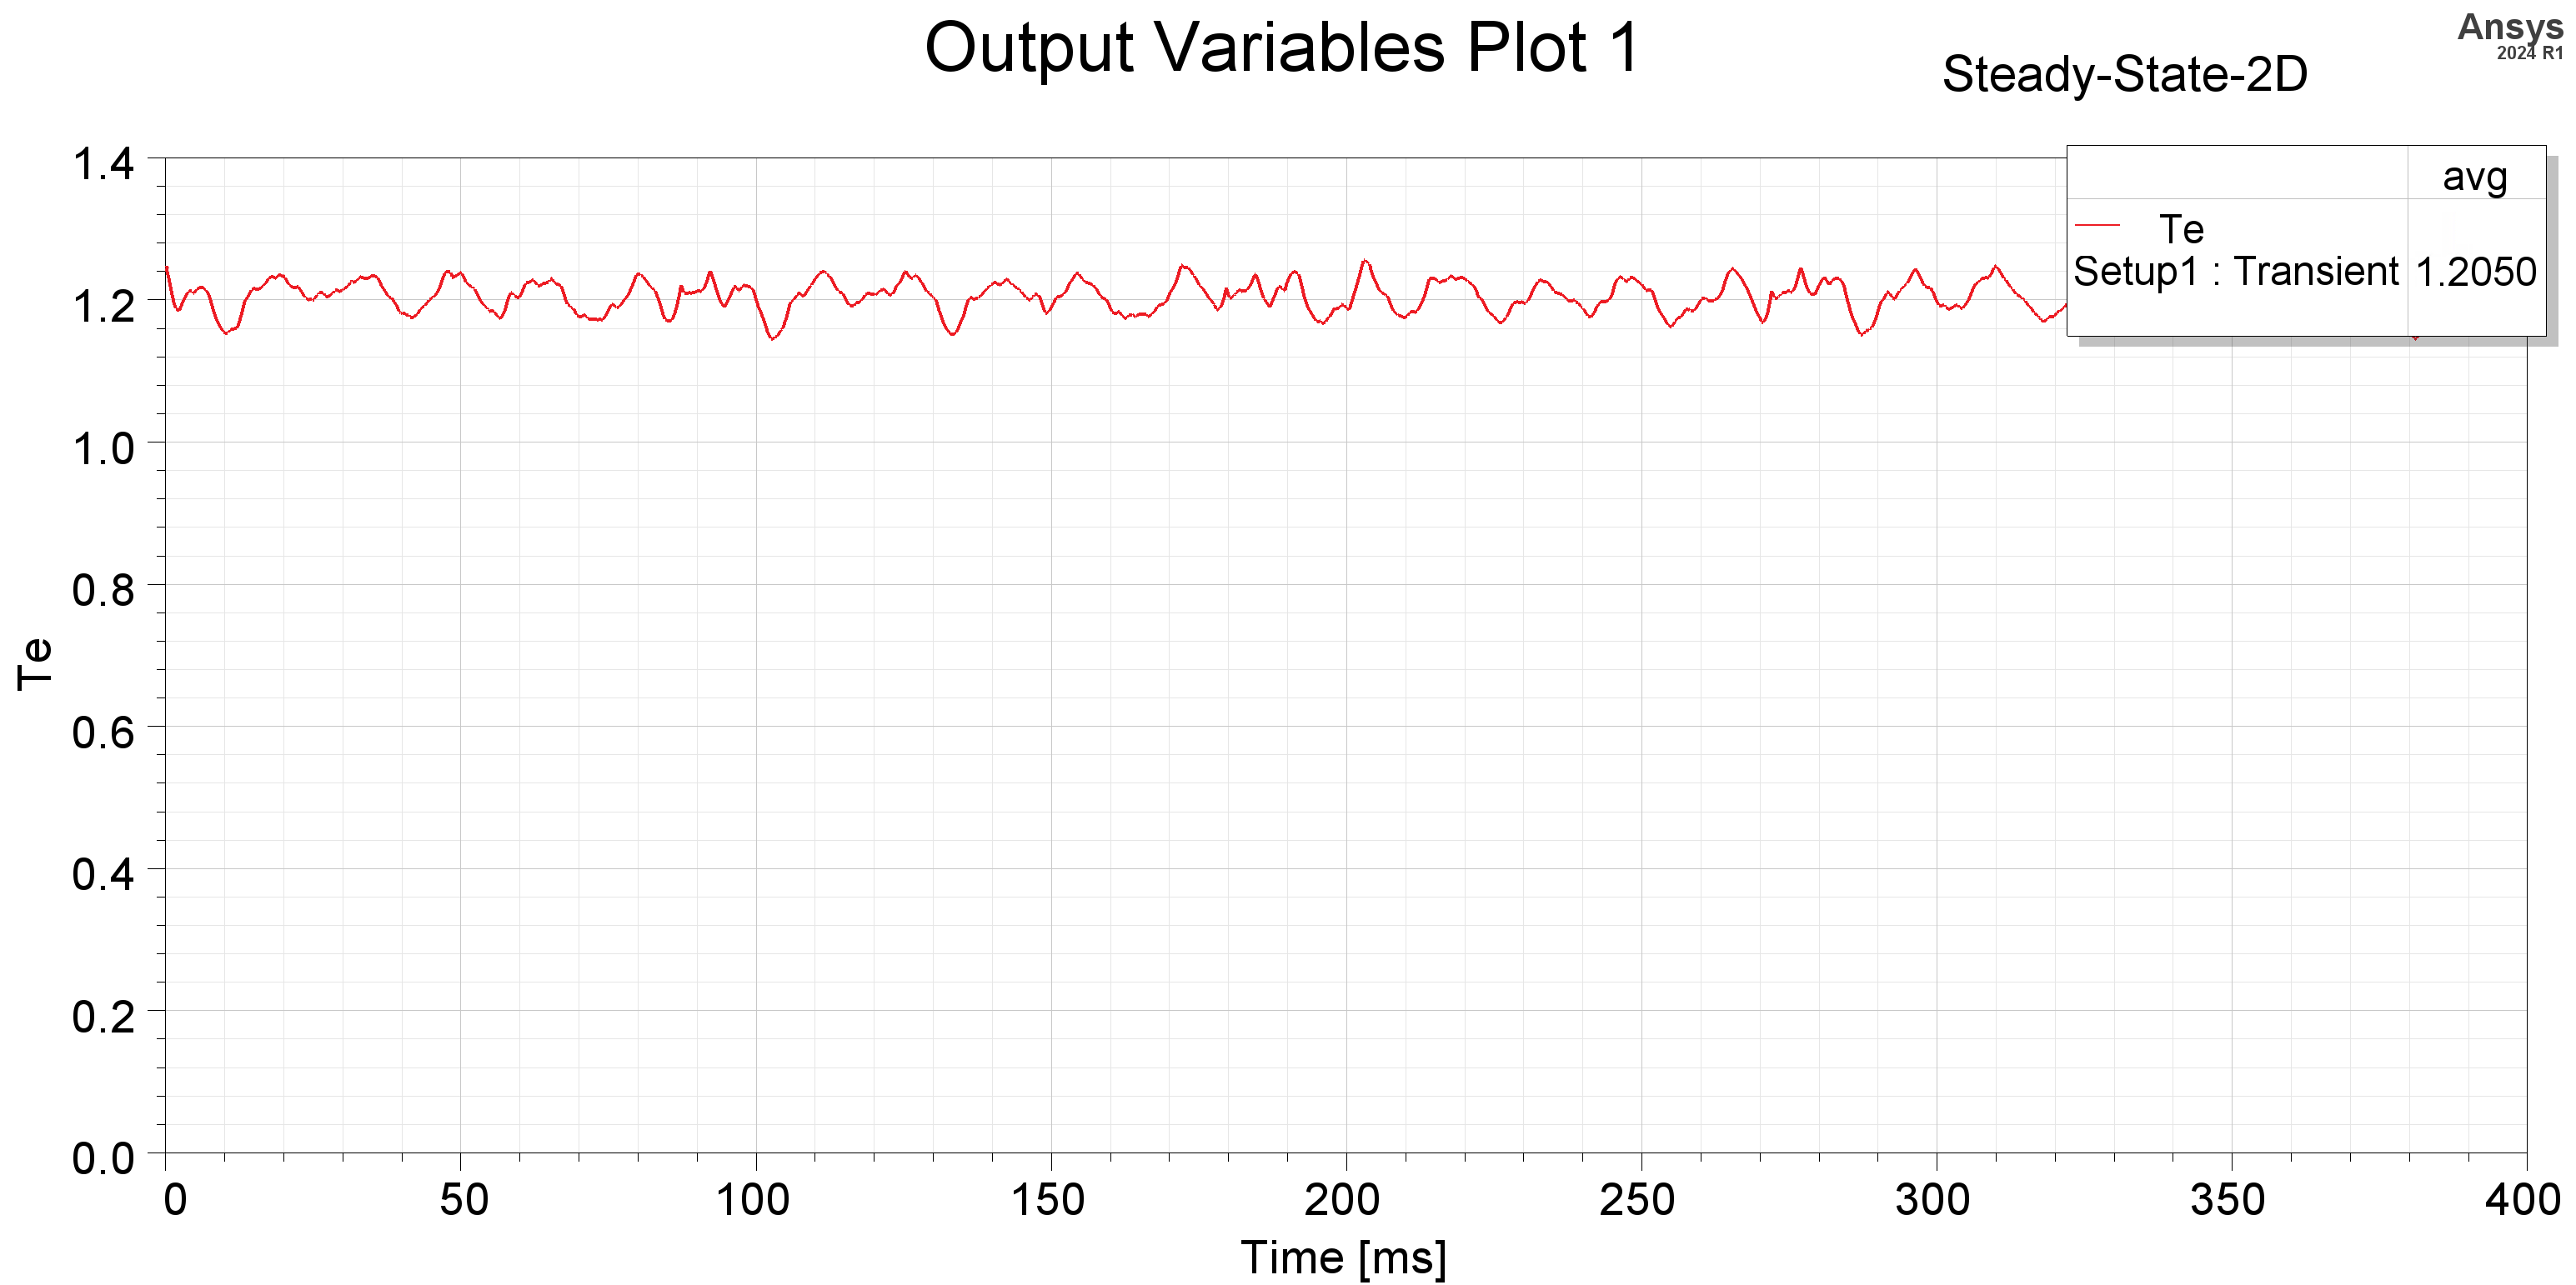 Output Variables Plot 1
Steady-State-2D
Ansys
2024 R1
avg
Te
Setup1 : Transient 1.2050
1.4
1.2
1.0
0.8
0.6
0.4
0.2
0.0
Te
0 50 100 150 200 250 300 350 400
Time [ms]